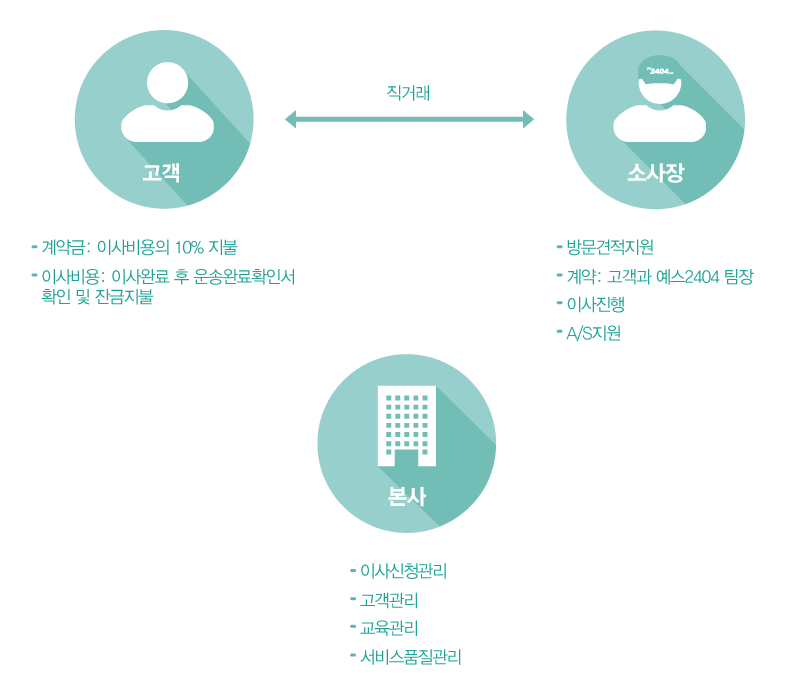 직거래
2404
고객
소사장
- 계약금: 이사비용의 10% 지불
- 이사비용: 이사완료 후 운송완료확인서
확인 및 잔금지불
- 방문견적지원
- 계약: 고객과 예스2404 팀장
- 이사진행
- A/S지원
본사
- 이사신청관리
- 고객관리
- 교육관리
- 서비스품질관리